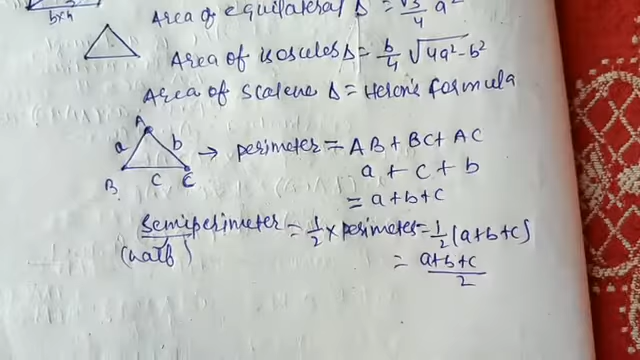 b×h
Area of equilateral Δ = √3/4 a²
Area of isosceles Δ = b/4 √4a²-b²
Area of scalene Δ = Heron's formula
A
a b → perimeter = AB + BC + AC
B C C
a + c + b
= a+b+c
Semiperimeter = 1/2 × perimeter = 1/2 (a+b+c)
(half)
= a+b+c/2